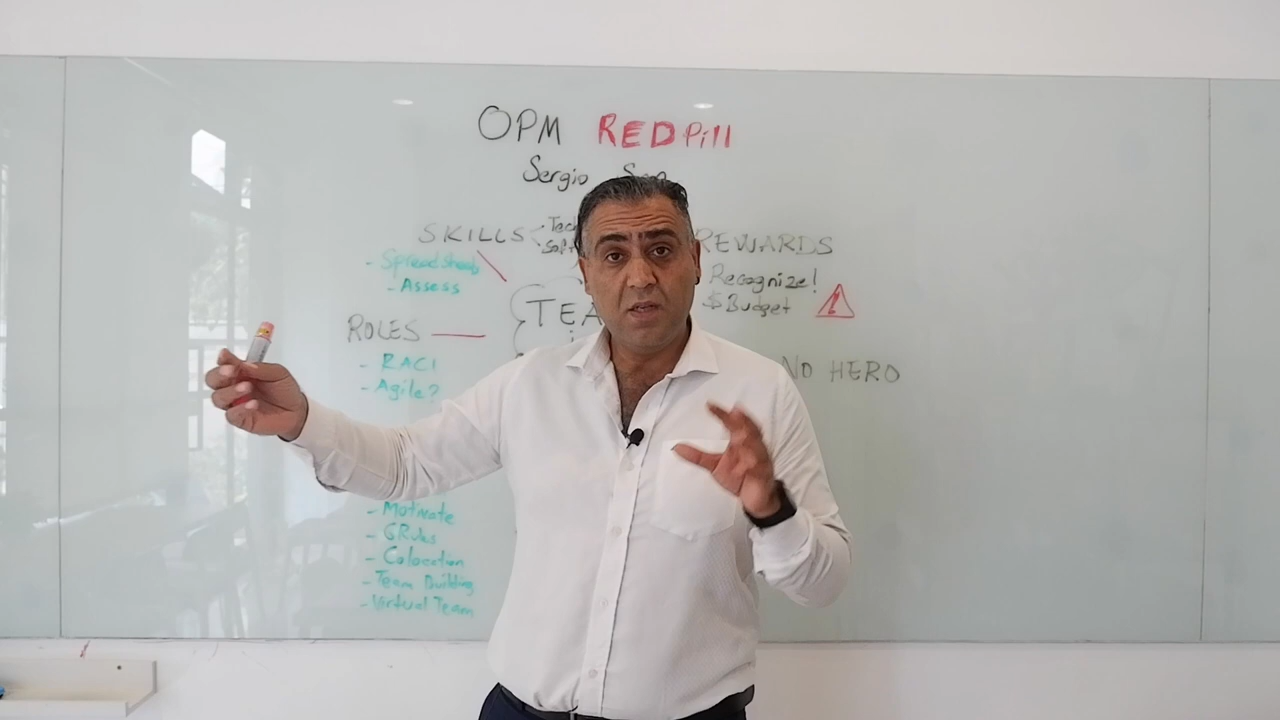 OPM REDPill
Sergio
SKILLS
- Spreadsheets
- Assess
ROLES
- RACI
- Agile?
- Motivate
- GRules
- Colocation
- Team Building
- Virtual Team
REWARDS
Recognize!
$ Budget
NO HERO